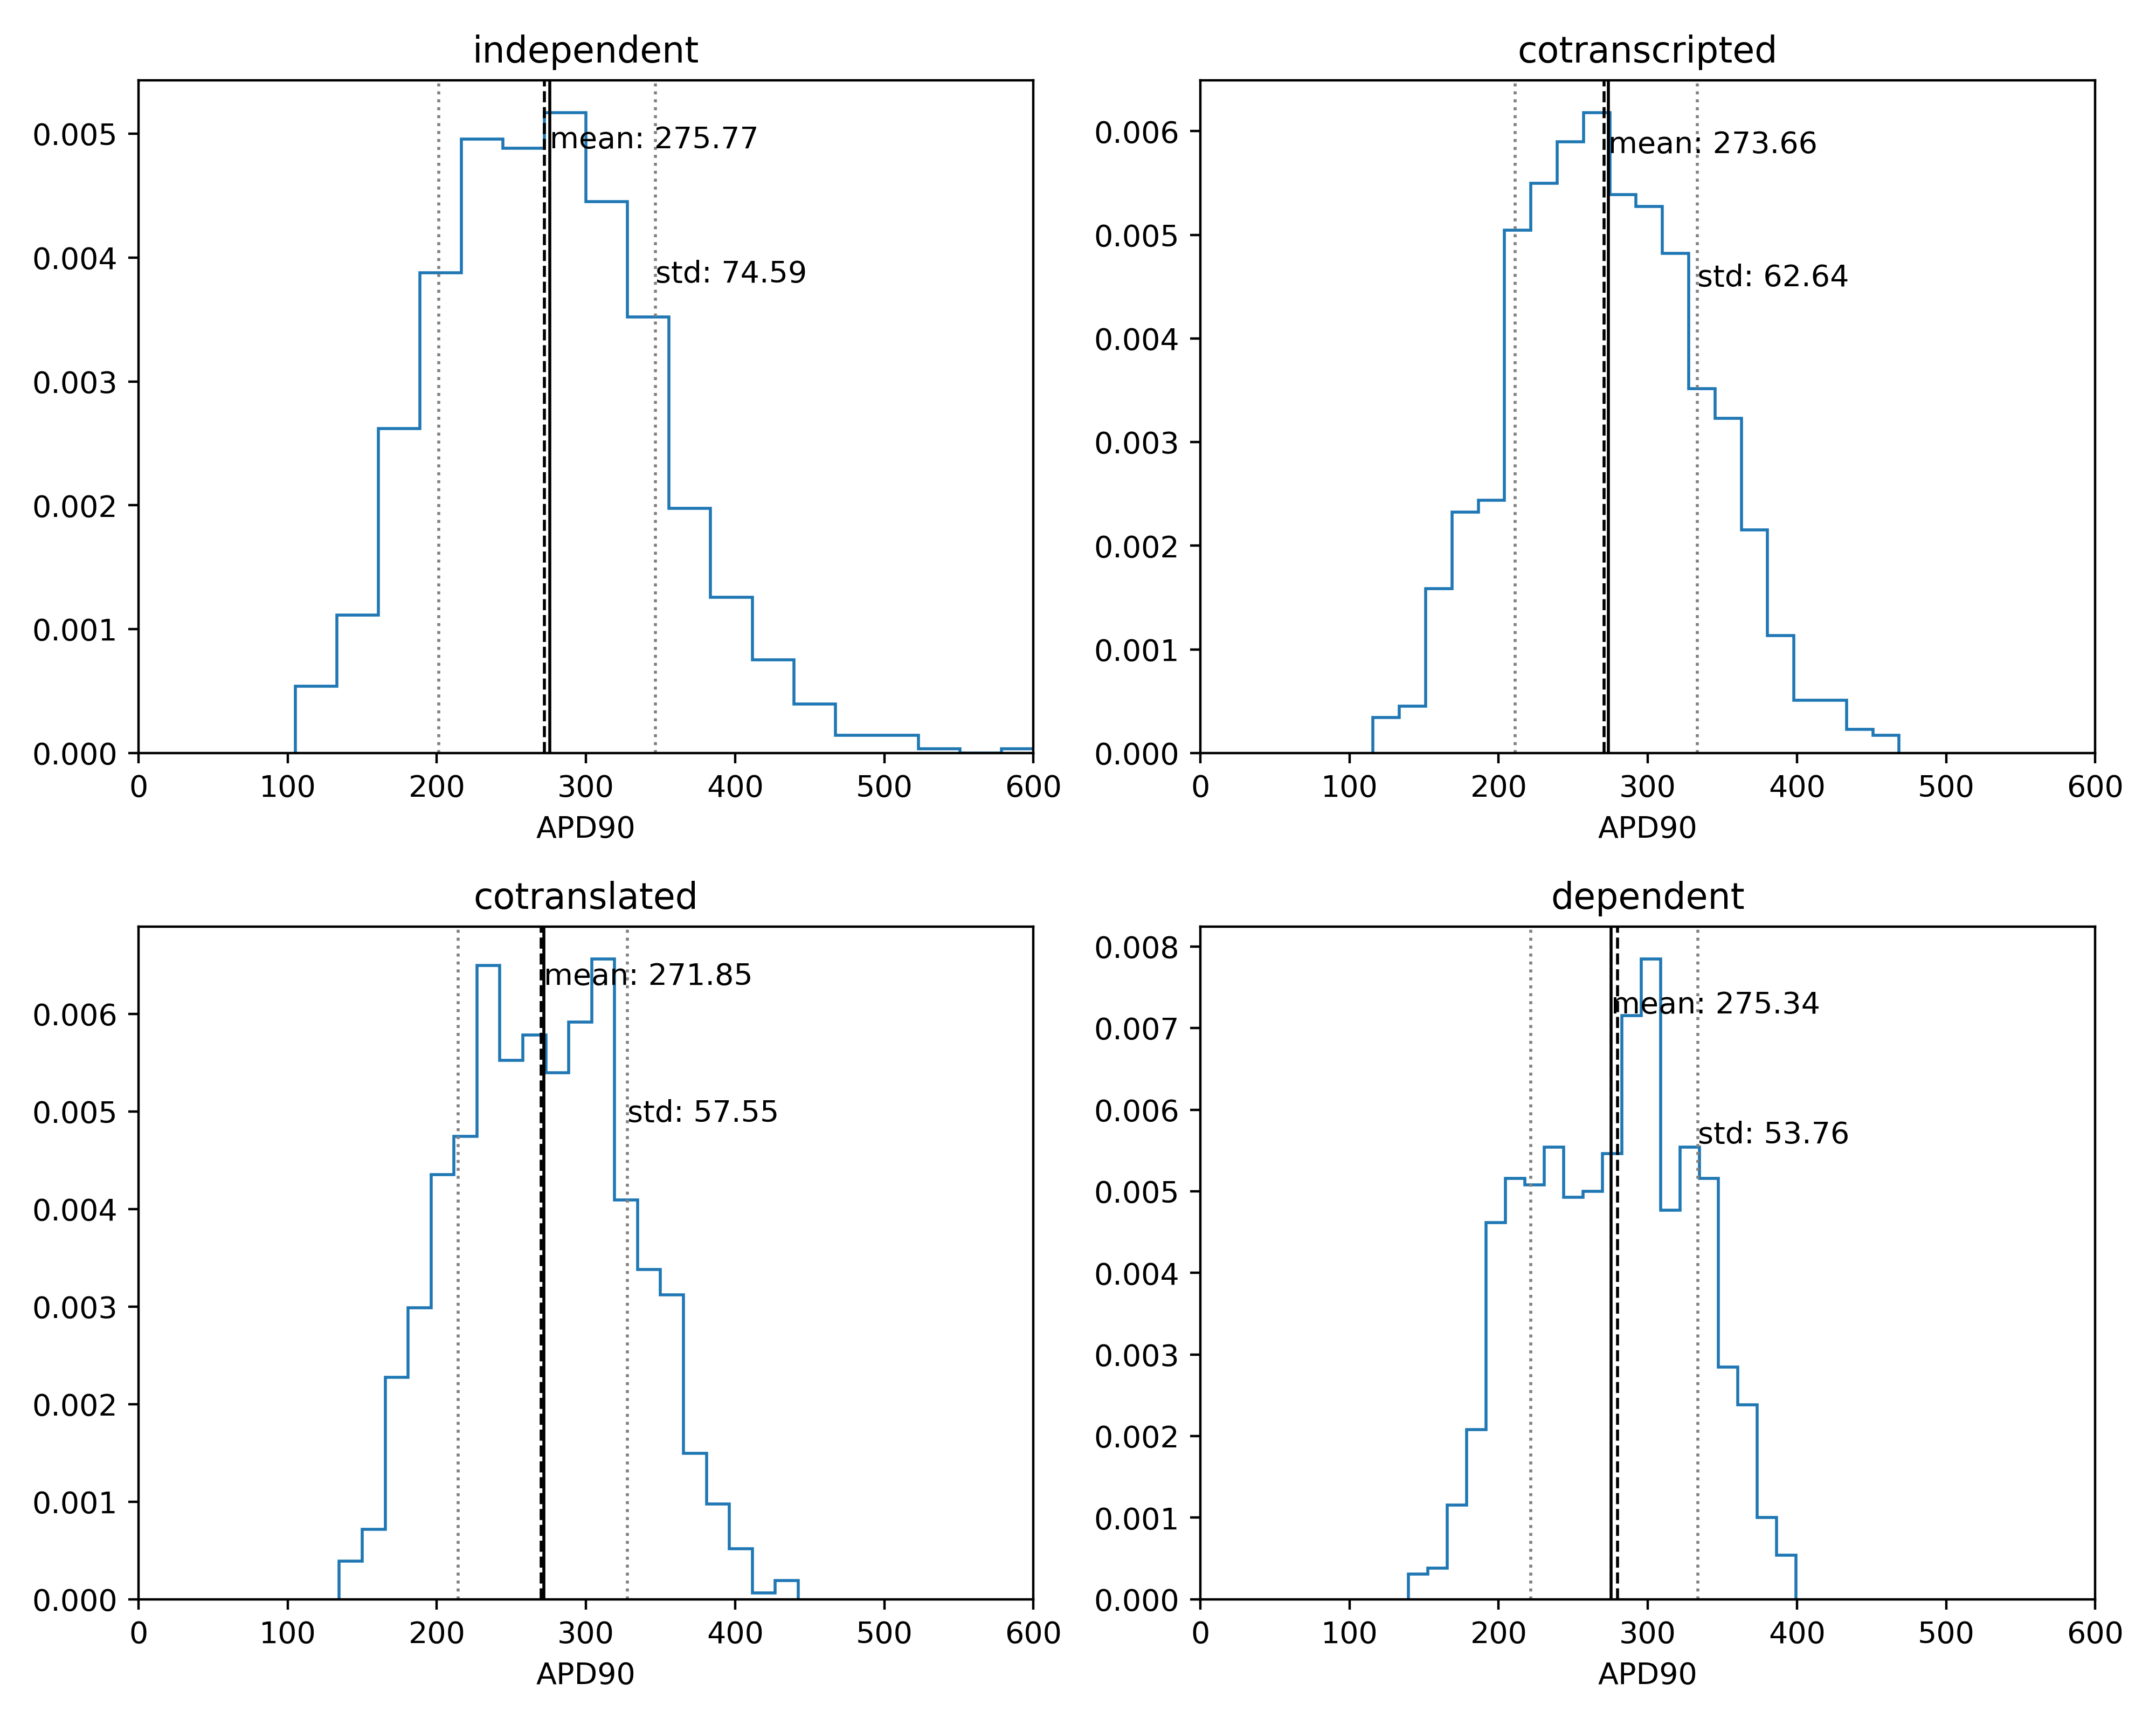 independent
0.005
0.004
0.003
0.002
0.001
0.000
mean: 275.77
std: 74.59
0 100 200 300 400 500 600
APD90
cotranscripted
0.006
0.005
0.004
0.003
0.002
0.001
0.000
mean: 273.66
std: 62.64
0 100 200 300 400 500 600
APD90
cotranslated
0.006
0.005
0.004
0.003
0.002
0.001
0.000
mean: 271.85
std: 57.55
0 100 200 300 400 500 600
APD90
dependent
0.008
0.007
0.006
0.005
0.004
0.003
0.002
0.001
0.000
mean: 275.34
std: 53.76
0 100 200 300 400 500 600
APD90